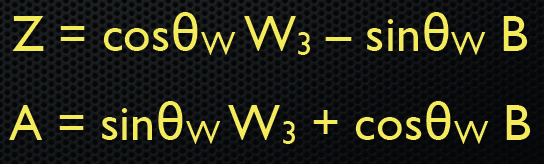 Z = cosθW W3 – sinθW B
A = sinθW W3 + cosθW B